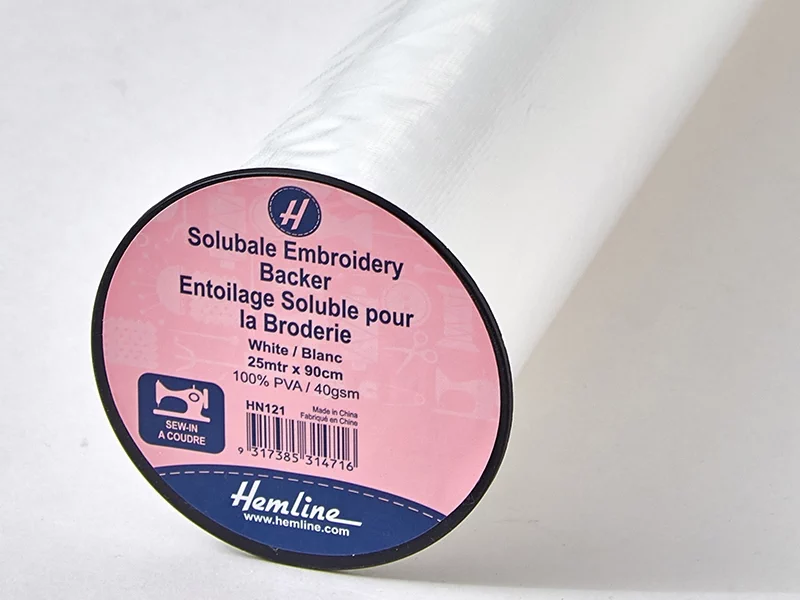 H
Solubale Embroidery
Backer
Entoilage Soluble pour
la Broderie
White / Blanc
25mtr x 90cm
100% PVA / 40gsm
HN121
Made in China
Fabriqué en Chine
SEW-IN
A COUDRE
9 317385 314716
Hemline
www.hemline.com